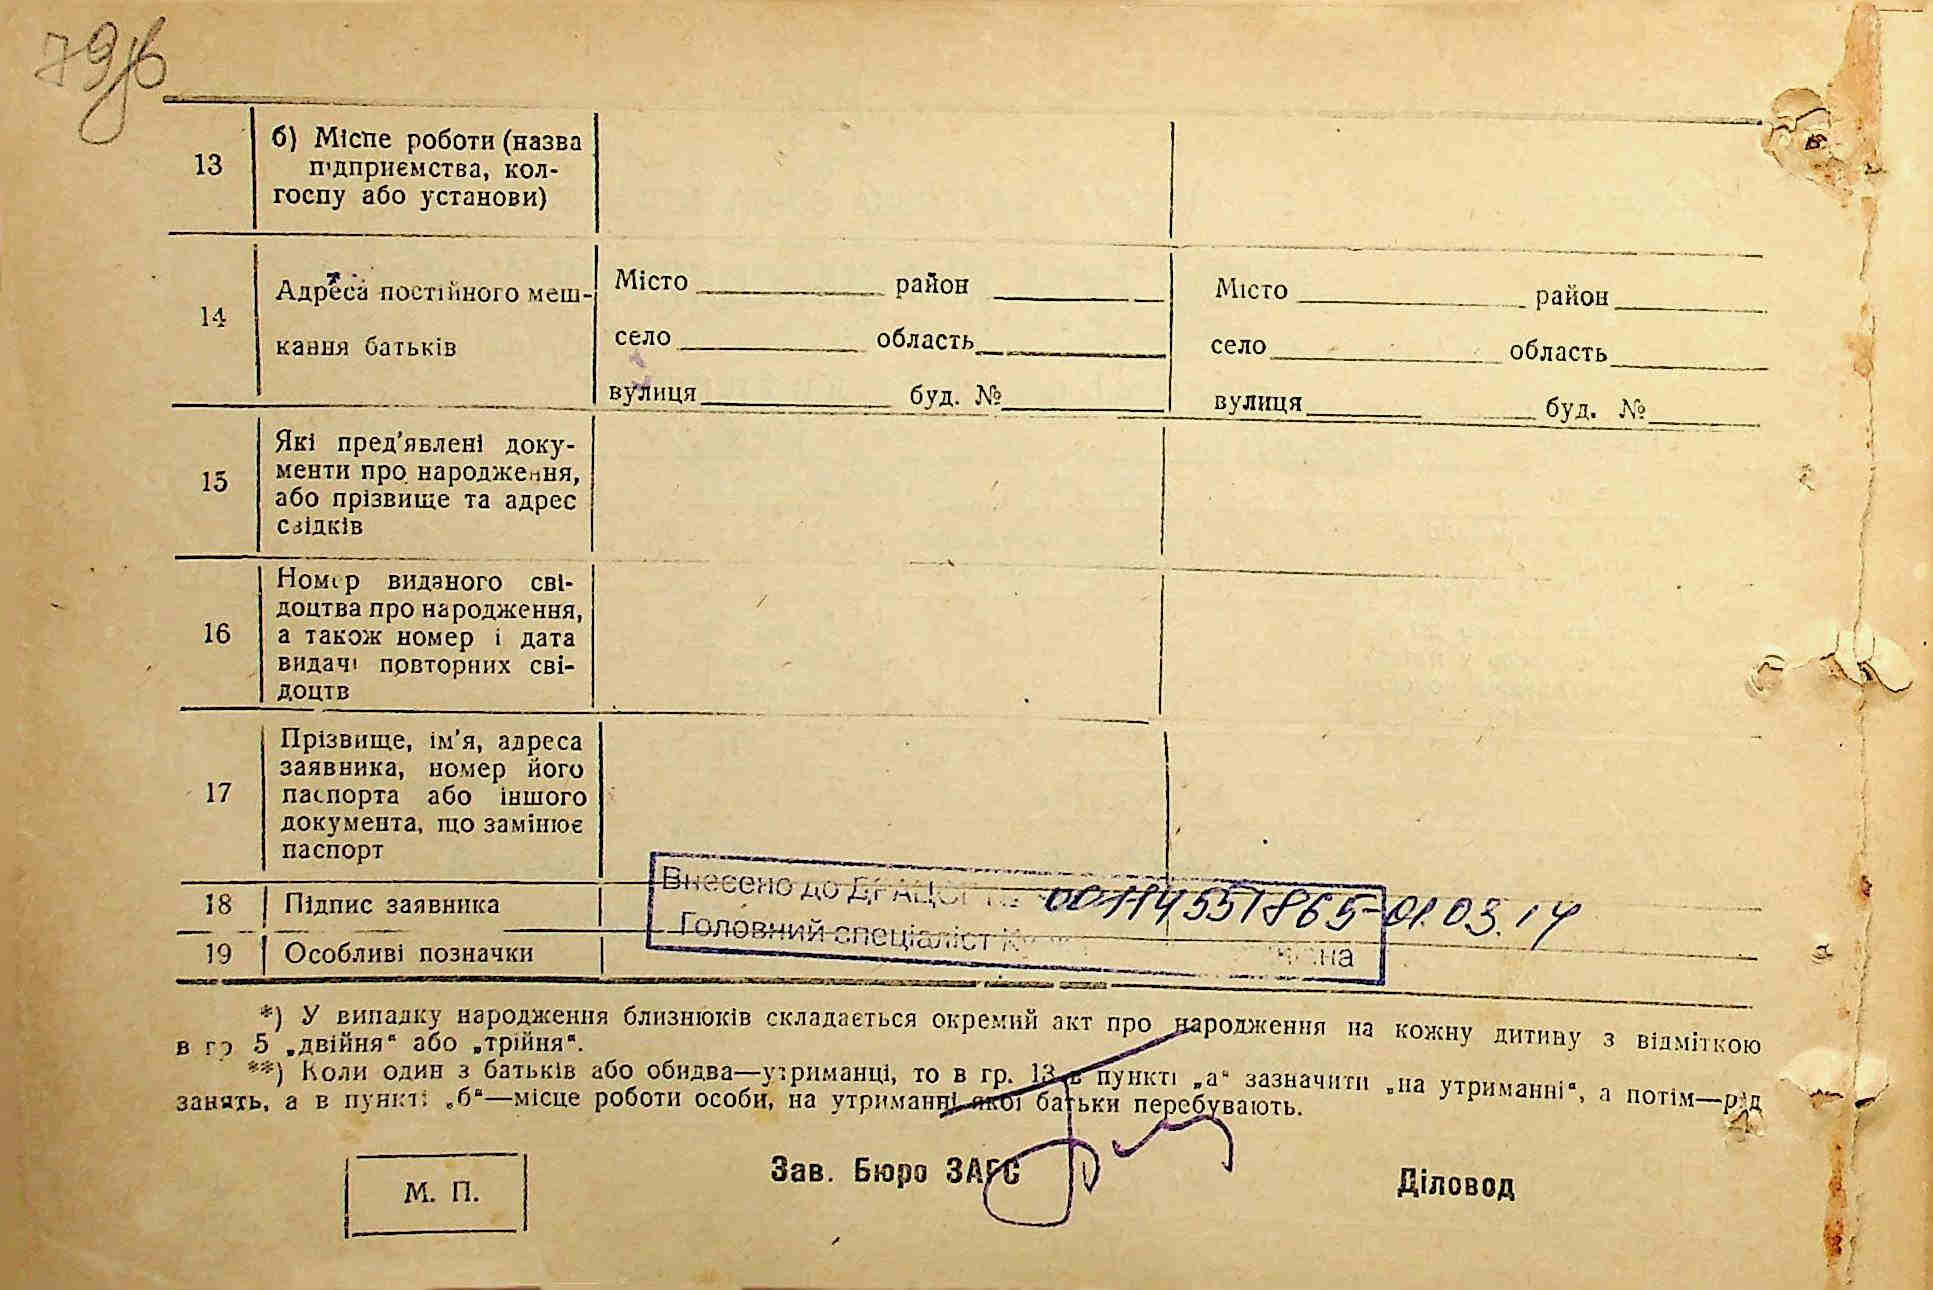 79зв
13
б) Місце роботи (назва
підприємства, кол-
госпу або установи)
14
Адреса постійного меш-
кання батьків
Місто район
село область
вулиця буд. №
Місто район
село область
вулиця буд. №
15
Які пред'явлені доку-
менти про народження,
або прізвище та адрес
свідків
16
Номер виданого сві-
доцтва про народження,
а також номер і дата
видачі повторних сві-
доцтв
17
Прізвище, ім'я, адреса
заявника, номер його
паспорта або іншого
документа, що замінює
паспорт
18
Підпис заявника
19
Особливі позначки
Внесено до ДРАЦСГ № 00114551865-01.03.14
Головний спеціаліст
*) У випадку народження близнюків складається окремий акт про народження на кожну дитину з відміткою
в гр 5 „двійня“ або „трійня“.
**) Коли один з батьків або обидва—утриманці, то в гр. 13 в пункті „а“ зазначити „на утриманні“, а потім—рід
занять, а в пункті „б“—місце роботи особи, на утриманні якої батьки перебувають.
М. П.
Зав. Бюро ЗАГС
Діловод